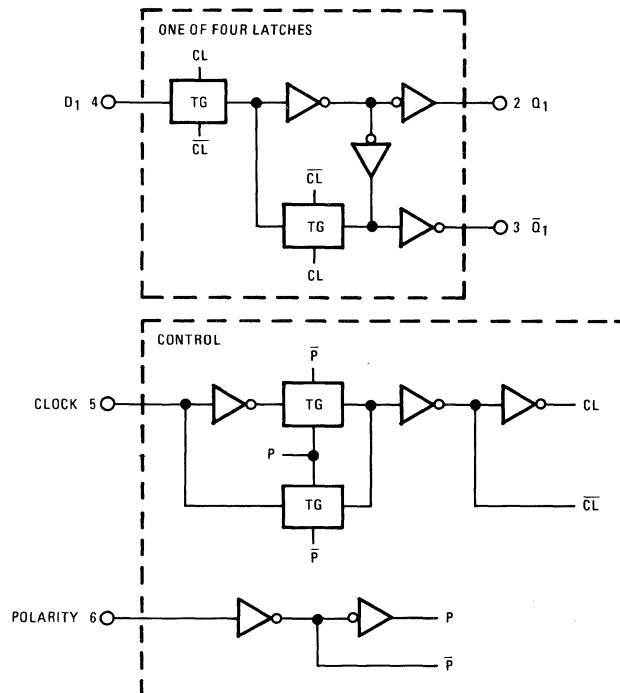 ONE OF FOUR LATCHES
CL
D₁ 4
TG
C̅L̅
2 Q₁
C̅L̅
TG
3 Q̅₁
CL
CONTROL
P̅
CLOCK 5
TG
CL
P
TG
C̅L̅
P̅
POLARITY 6
P
P̅